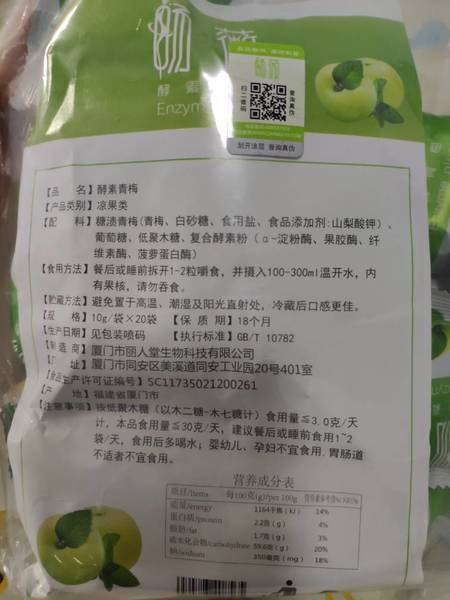 酵素
Enzym
扫二维码
查询真伪
刮开涂层 查询真伪
【品 名】酵素青梅
【产品类别】凉果类
【配 料】糖渍青梅(青梅、白砂糖、食用盐、食品添加剂:山梨酸钾)、
葡萄糖、低聚木糖、复合酵素粉(α-淀粉酶、果胶酶、纤
维素酶、菠萝蛋白酶)
【食用方法】餐后或睡前拆开1-2粒嚼食，并摄入100-300ml温开水，内
有果核，请勿吞食。
【贮藏方法】避免置于高温、潮湿及阳光直射处，冷藏后口感更佳。
【规 格】10g/袋×20袋 【保 质 期】18个月
【生产日期】见包装喷码 【执行标准】GB/T 10782
【制 造 商】厦门市丽人堂生物科技有限公司
【厂 址】厦门市同安区美溪道同安工业园20号401室
【食品生产许可证编号】SC11735021200261
【产 地】福建省厦门市
【注意事项】按低聚木糖（以木二糖-木七糖计）食用量≦3.0克/天
计，本品食用量≦30克/天，建议餐后或睡前食用1~2
袋/天，食用后多喝水；婴幼儿、孕妇不宜食用.胃肠道
不适者不宜食用。
营养成分表
项目/Items 每100克(g)/per 100g 营养素参考值% NRV%
能量/energy 1164千焦(kJ) 14%
蛋白质/protein 2.2克(g) 4%
脂肪/fat 1.7克(g) 3%
碳水化合物/carbohydrate 59.6克(g) 20%
钠/sodium 350毫克(mg) 18%